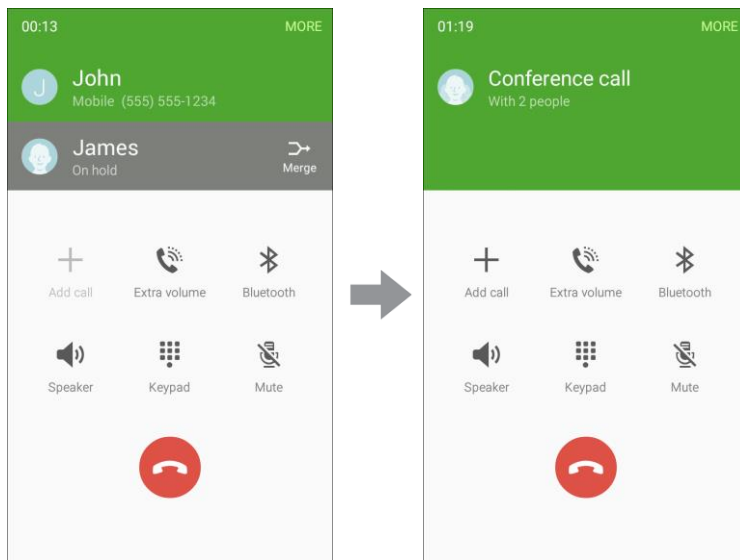 00:13 MORE
J John
Mobile (555) 555-1234
James
On hold
Merge
Add call Extra volume Bluetooth
Speaker Keypad Mute
01:19 MORE
Conference call
With 2 people
Add call Extra volume Bluetooth
Speaker Keypad Mute